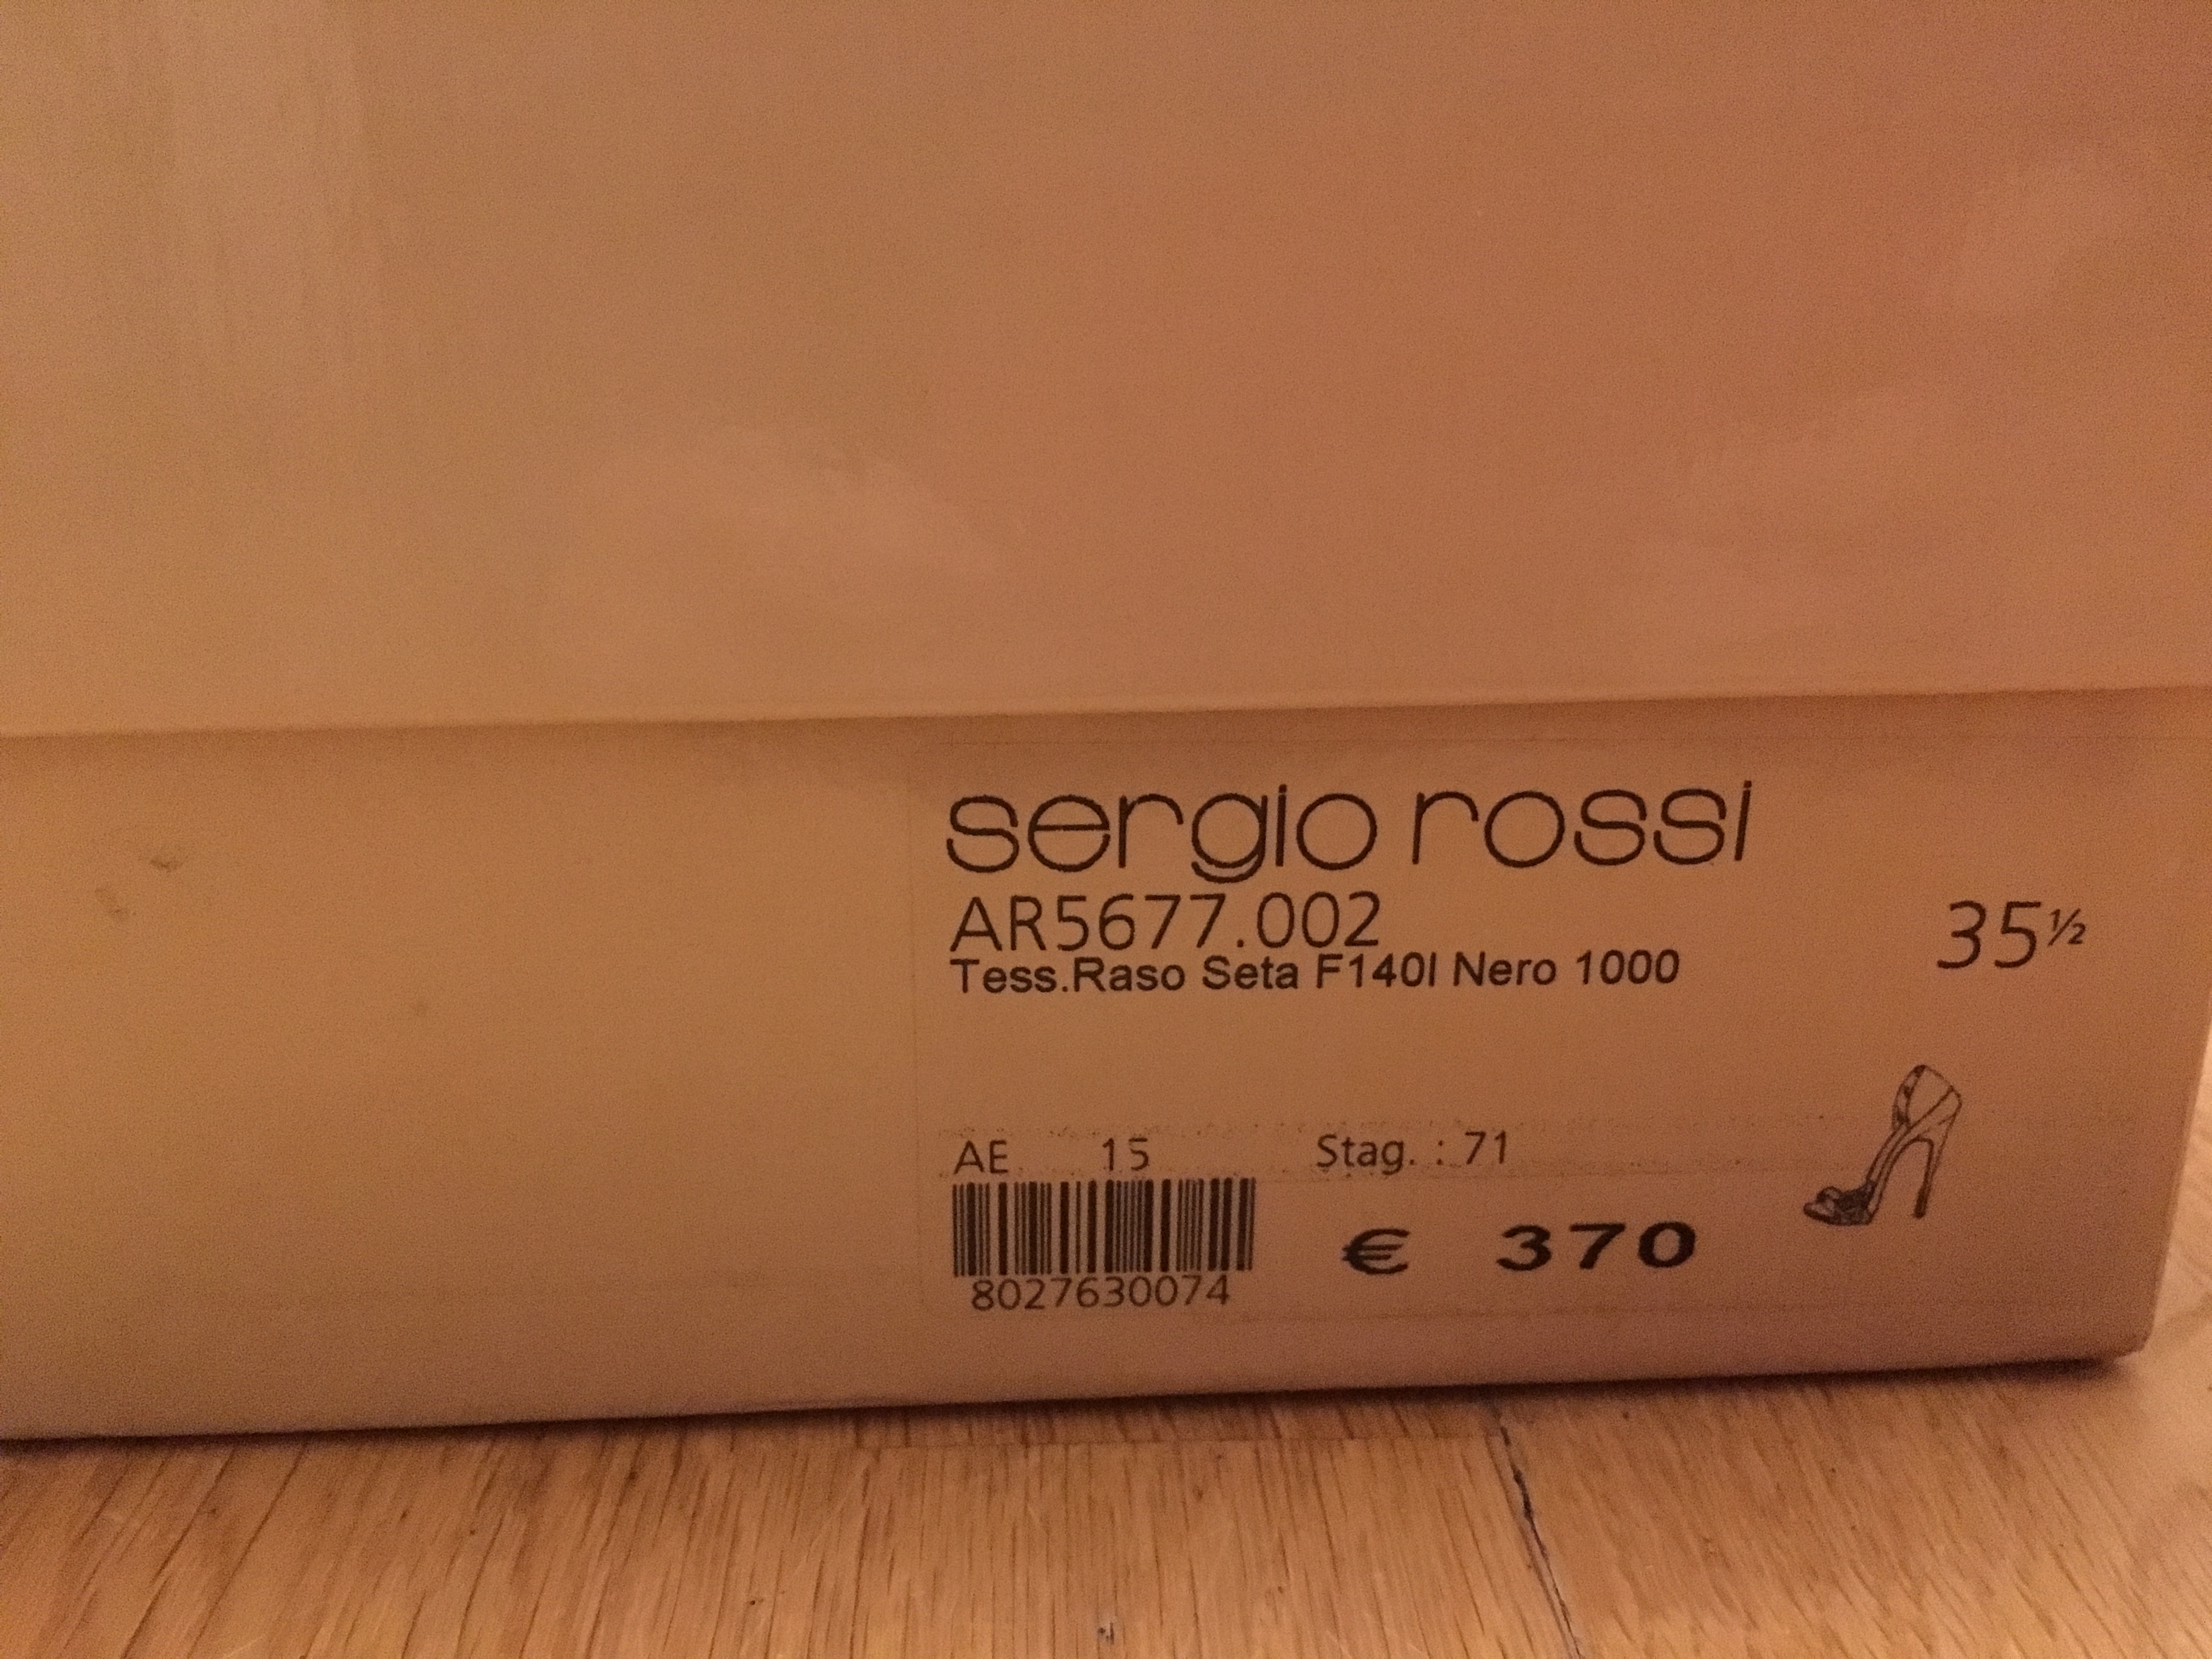 sergio rossi
AR5677.002
35½
Tess.Raso Seta F140I Nero 1000
AE 15 Stag. : 71
€ 370
8027630074